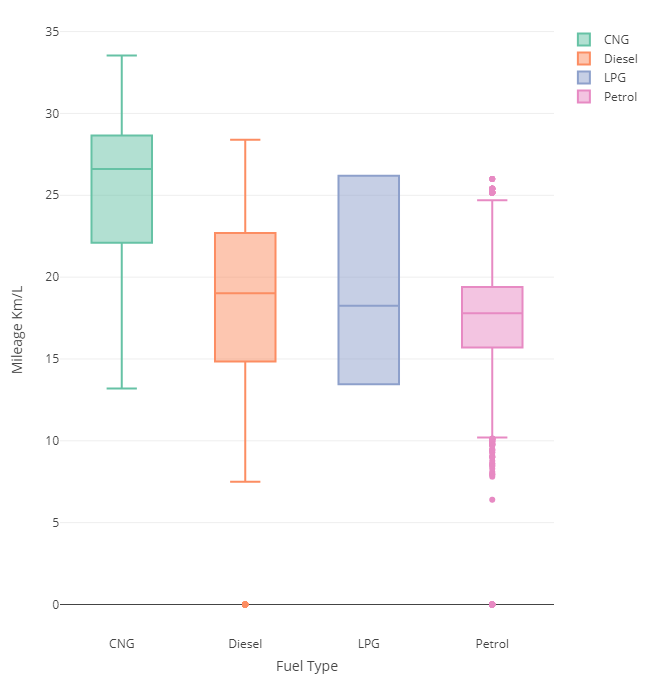 35
30
25
20
15
10
5
0
Mileage Km/L
CNG
Diesel
LPG
Petrol
Fuel Type
CNG
Diesel
LPG
Petrol